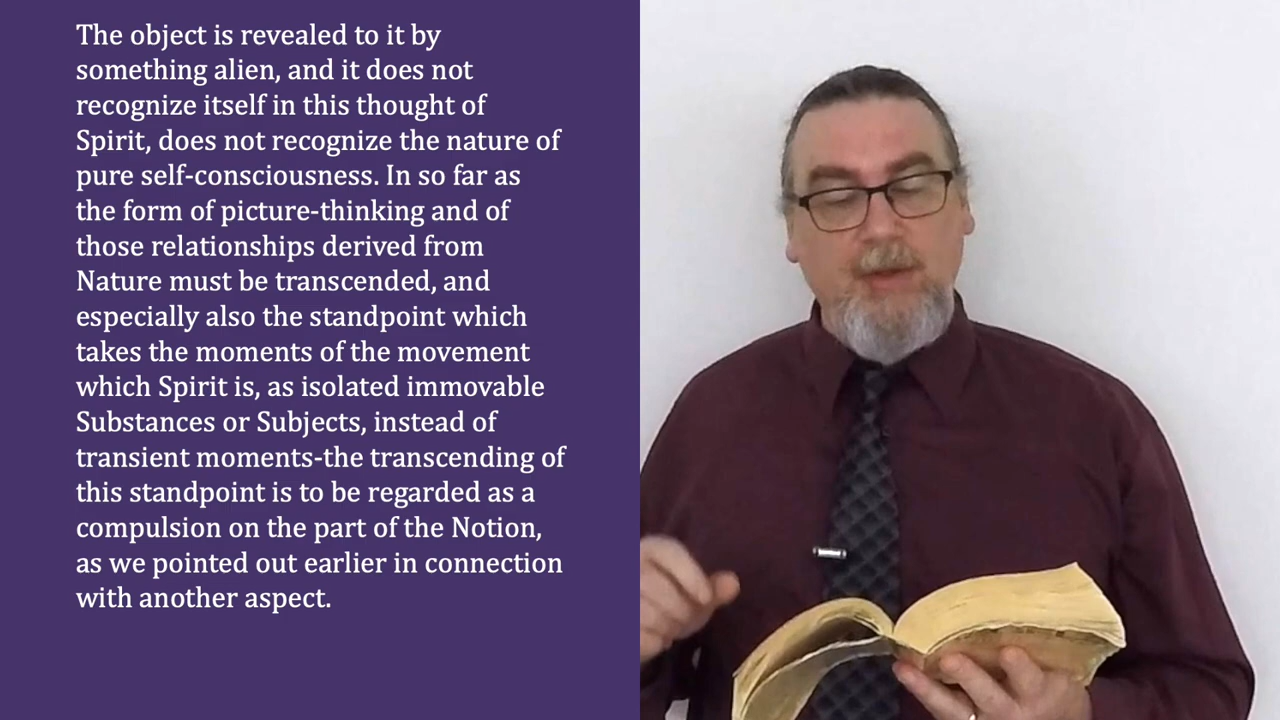 The object is revealed to it by
something alien, and it does not
recognize itself in this thought of
Spirit, does not recognize the nature of
pure self-consciousness. In so far as
the form of picture-thinking and of
those relationships derived from
Nature must be transcended, and
especially also the standpoint which
takes the moments of the movement
which Spirit is, as isolated immovable
Substances or Subjects, instead of
transient moments-the transcending of
this standpoint is to be regarded as a
compulsion on the part of the Notion,
as we pointed out earlier in connection
with another aspect.